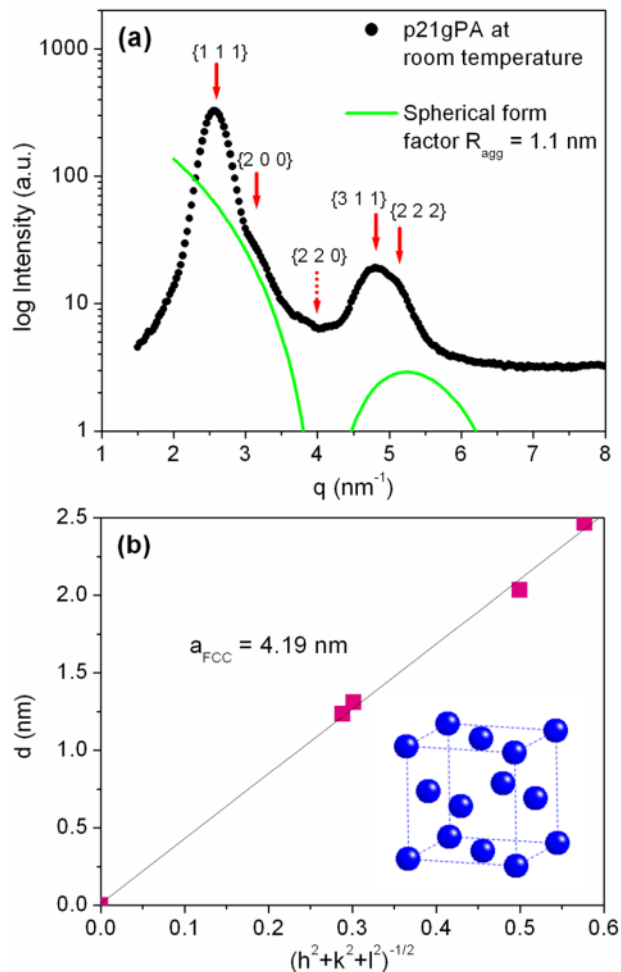 (a)
p21gPA at
room temperature
Spherical form
factor R_agg = 1.1 nm
{1 1 1}
{2 0 0}
{2 2 0}
{3 1 1}
{2 2 2}
log Intensity (a.u.)
1000
100
10
1
1 2 3 4 5 6 7 8
q (nm⁻¹)
(b)
a_FCC = 4.19 nm
d (nm)
2.5
2.0
1.5
1.0
0.5
0.0
0.0 0.1 0.2 0.3 0.4 0.5 0.6
(h²+k²+l²)⁻¹/²